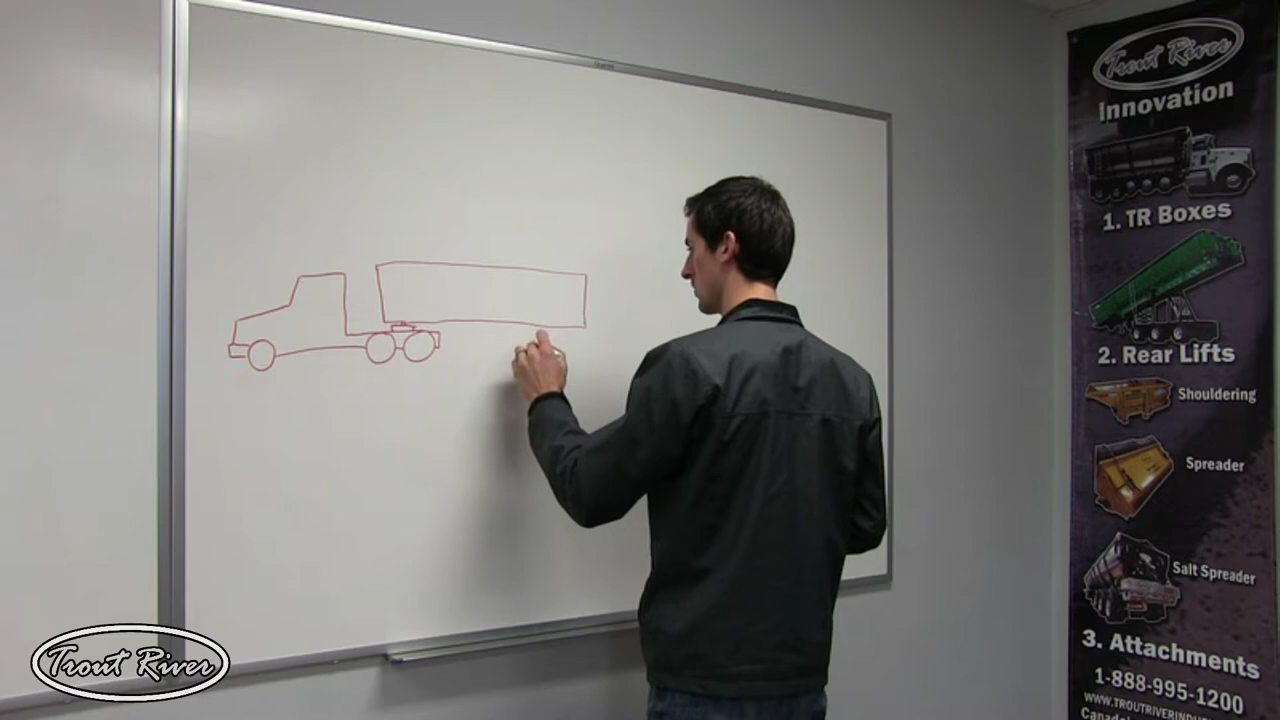 Trout River
Innovation
1. TR Boxes
2. Rear Lifts
Shouldering
Spreader
Salt Spreader
3. Attachments
1-888-995-1200
Trout River